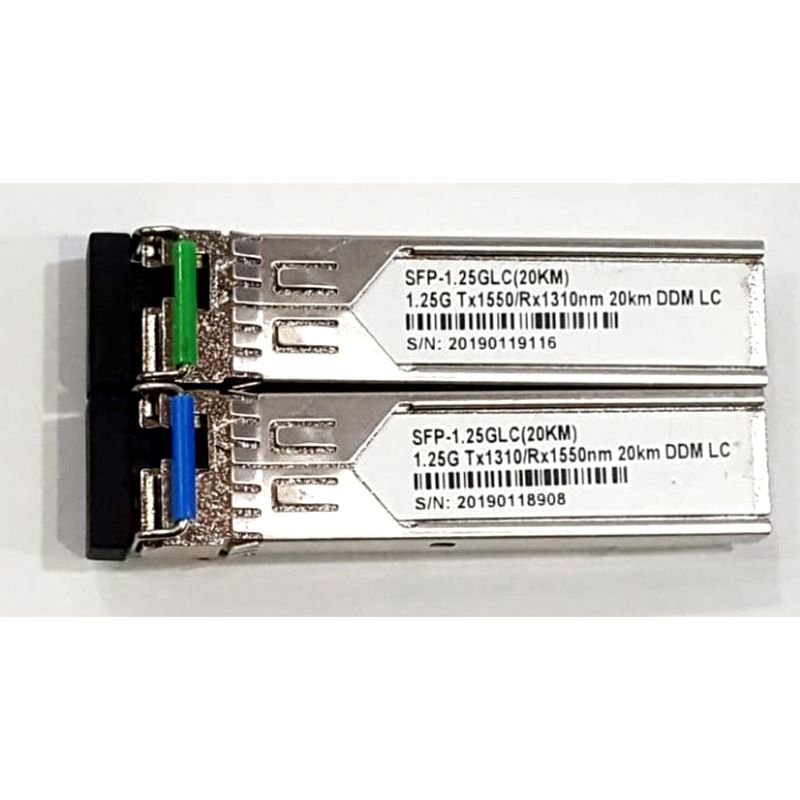 SFP-1.25GLC(20KM)
1.25G Tx1550/Rx1310nm 20km DDM LC
S/N: 20190119116
SFP-1.25GLC(20KM)
1.25G Tx1310/Rx1550nm 20km DDM LC
S/N: 20190118908